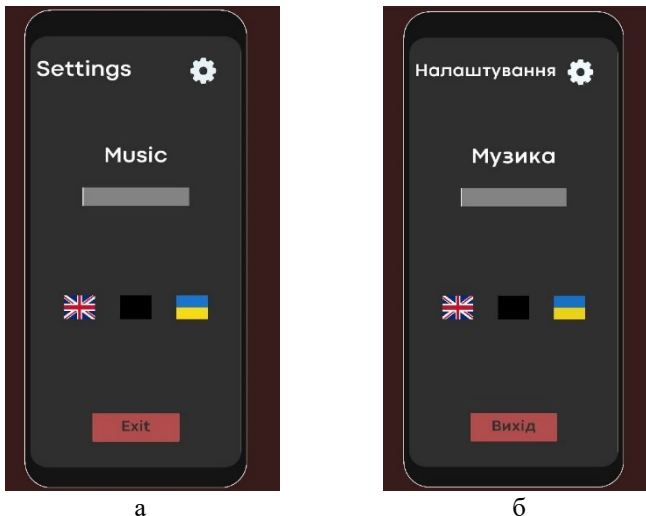 Settings
Music
Exit
а
Налаштування
Музика
Вихід
б